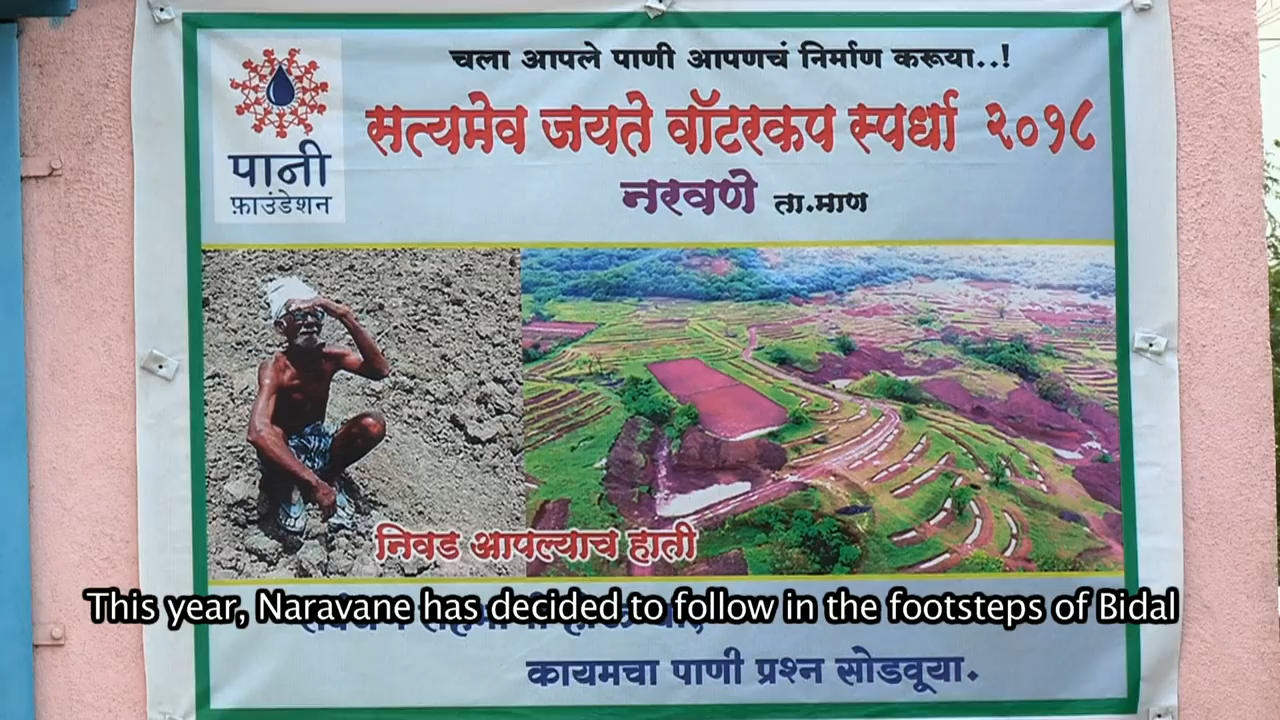 चला आपले पाणी आपणचं निर्माण करूया..!
पानी
फ़ाउंडेशन
सत्यमेव जयते वॉटरकप स्पर्धा २०१८
नरवणे ता.माण
निवड आपल्याच हाती
This year, Naravane has decided to follow in the footsteps of Bidal
कायमचा पाणी प्रश्न सोडवूया.